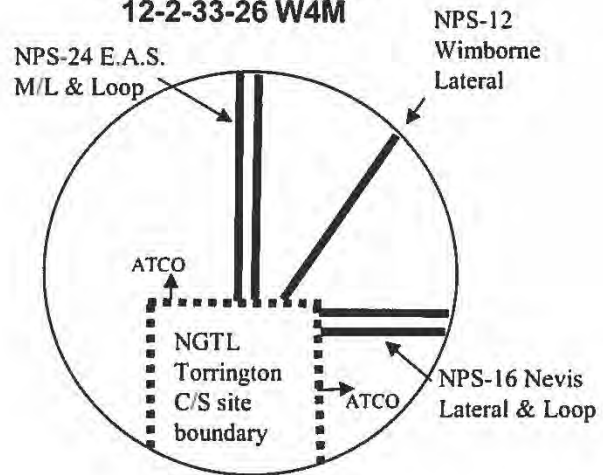 12-2-33-26 W4M
NPS-12
Wimborne
Lateral
NPS-24 E.A.S.
M/L & Loop
ATCO
NGTL
Torrington
C/S site
boundary
ATCO
NPS-16 Nevis
Lateral & Loop